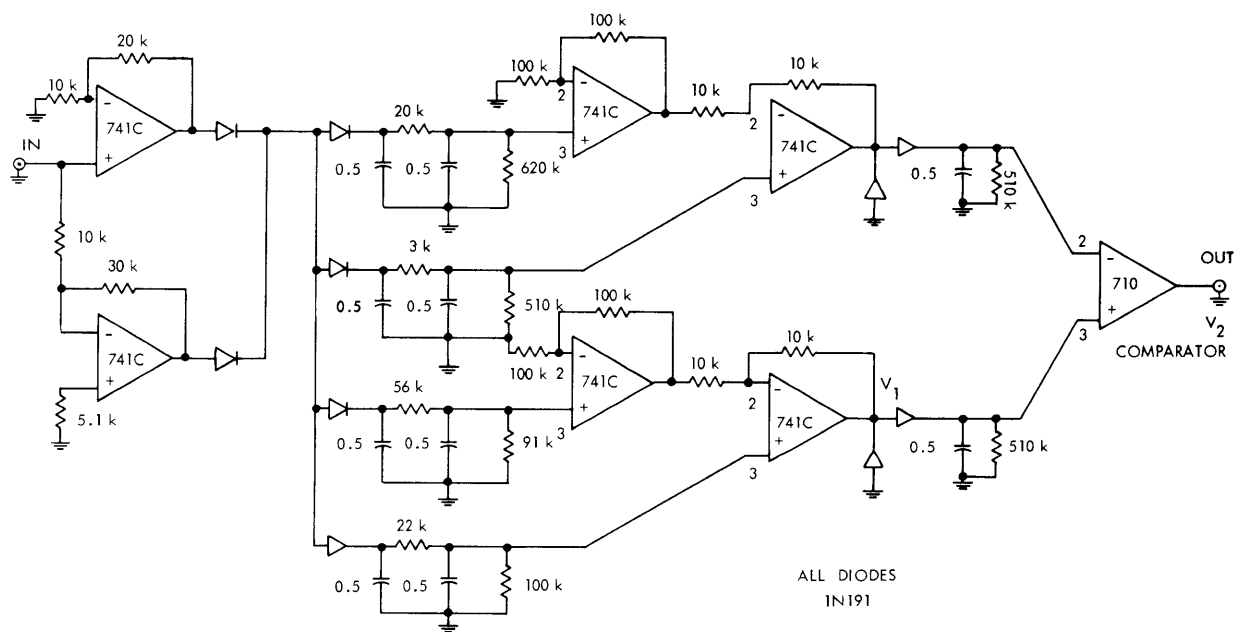 100 k
20 k
10 k
-
741C
+
IN
10 k
30 k
-
741C
+
5.1 k
20 k
0.5
0.5
620 k
100 k
2
-
741C
+
3
10 k
10 k
2
-
741C
+
3
0.5
510 k
3 k
0.5
0.5
510 k
100 k
100 k
2
-
741C
+
3
56 k
0.5
0.5
91 k
10 k
10 k
2
-
741C
+
3
V1
0.5
510 k
22 k
0.5
0.5
100 k
2
-
710
+
3
OUT
V2
COMPARATOR
ALL DIODES
1N191